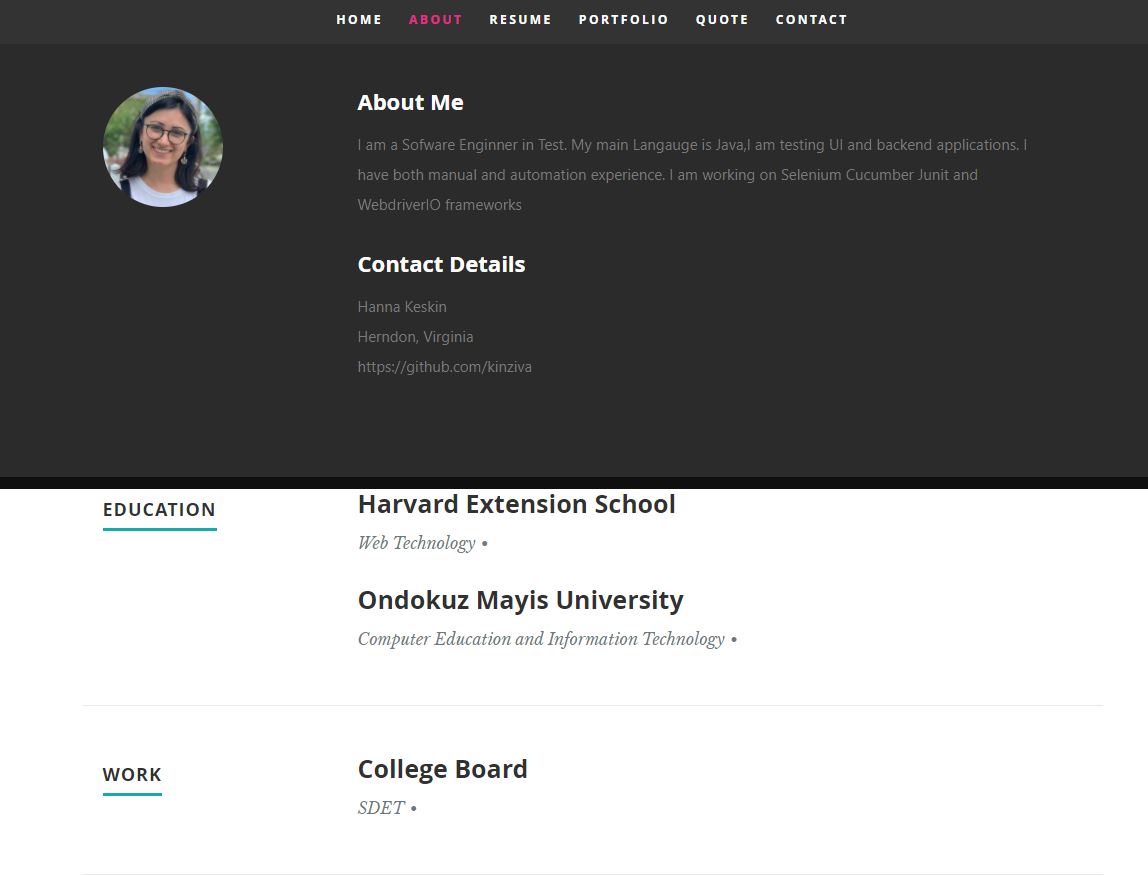 HOME ABOUT RESUME PORTFOLIO QUOTE CONTACT
About Me
I am a Sofware Enginner in Test. My main Langauge is Java,I am testing UI and backend applications. I
have both manual and automation experience. I am working on Selenium Cucumber Junit and
WebdriverIO frameworks
Contact Details
Hanna Keskin
Herndon, Virginia
https://github.com/kinziva
EDUCATION
Harvard Extension School
Web Technology •
Ondokuz Mayis University
Computer Education and Information Technology •
WORK
College Board
SDET •